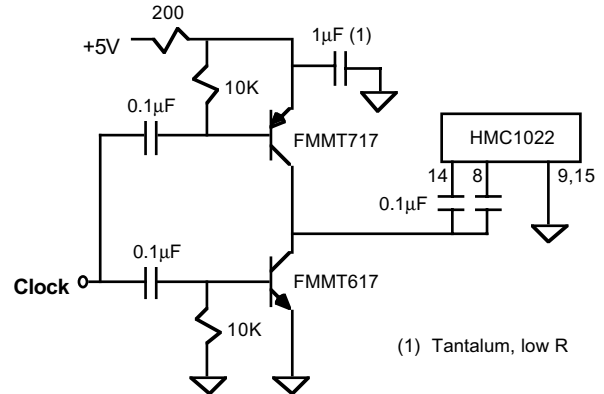 200
+5V
1μF (1)
10K
0.1μF
FMMT717
HMC1022
14
8
9,15
0.1μF
0.1μF
Clock
FMMT617
10K
(1) Tantalum, low R